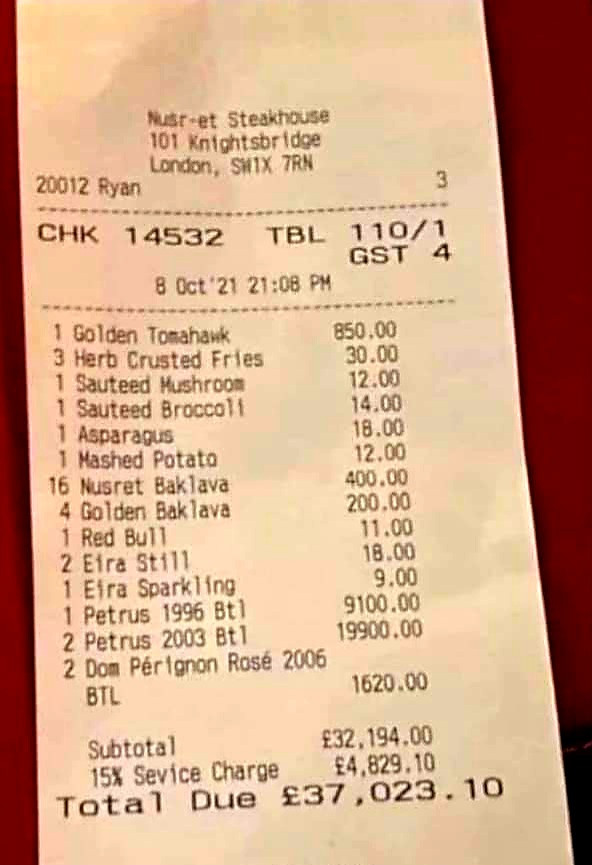 Nusr-et Steakhouse
101 Knightsbridge
London, SW1X 7RN
20012 Ryan 3
CHK 14532 TBL 110/1
GST 4
8 Oct'21 21:08 PM
1 Golden Tomahawk 850.00
3 Herb Crusted Fries 30.00
1 Sauteed Mushroom 12.00
1 Sauteed Broccoli 14.00
1 Asparagus 18.00
1 Mashed Potato 12.00
16 Nusret Baklava 400.00
4 Golden Baklava 200.00
1 Red Bull 11.00
2 Eira Still 18.00
1 Eira Sparkling 9.00
1 Petrus 1996 Btl 9100.00
2 Petrus 2003 Btl 19900.00
2 Dom Pérignon Rosé 2006
BTL 1620.00
Subtotal £32,194.00
15% Sevice Charge £4,829.10
Total Due £37,023.10